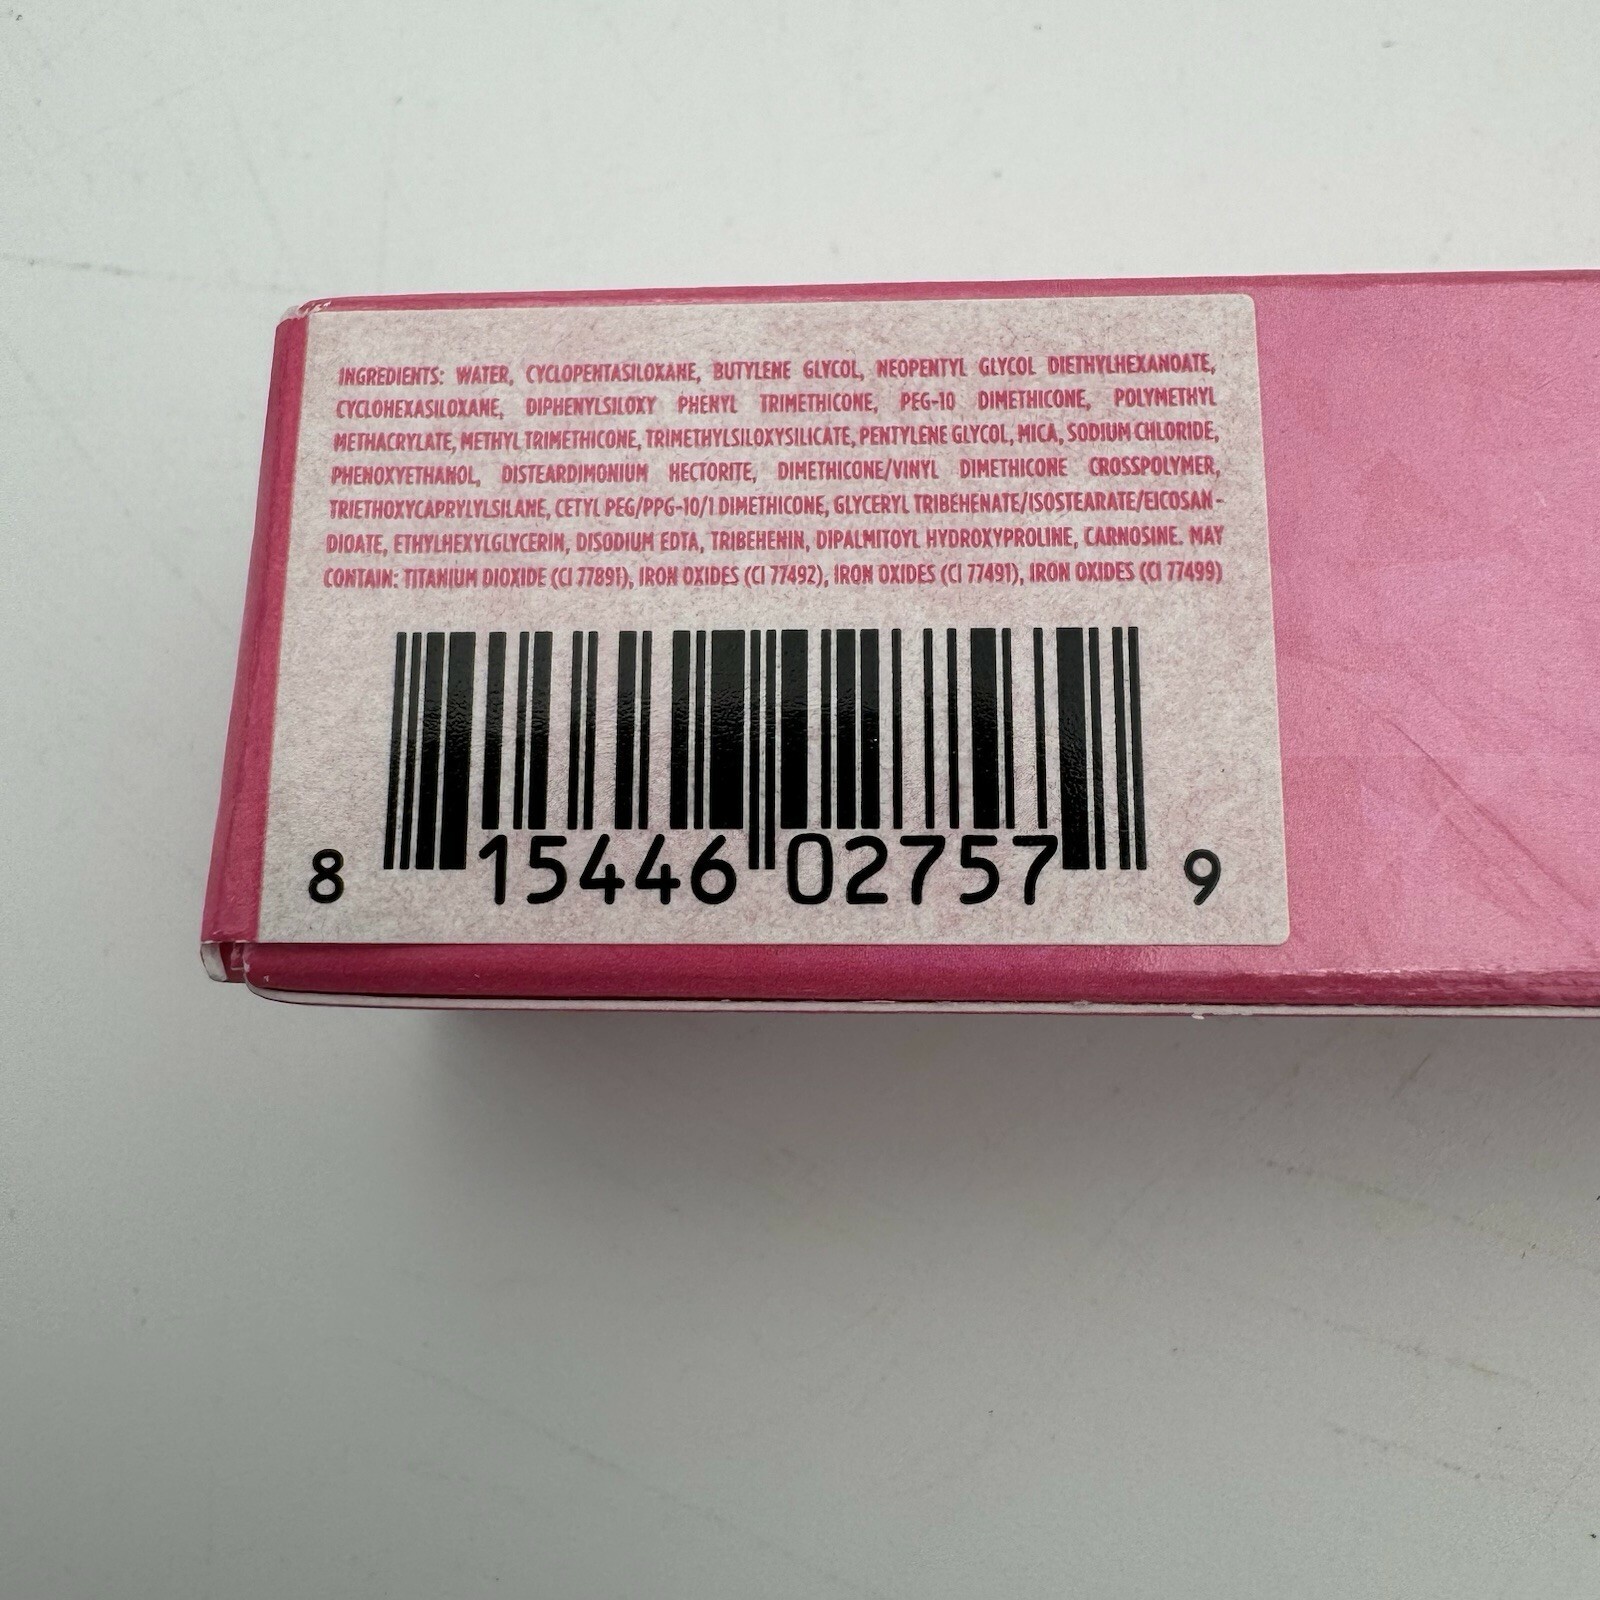 INGREDIENTS: WATER, CYCLOPENTASILOXANE, BUTYLENE GLYCOL, NEOPENTYL GLYCOL DIETHYLHEXANOATE,
CYCLOHEXASILOXANE, DIPHENYLSILOXY PHENYL TRIMETHICONE, PEG-10 DIMETHICONE, POLYMETHYL
METHACRYLATE, METHYL TRIMETHICONE, TRIMETHYLSILOXYSILICATE, PENTYLENE GLYCOL, MICA, SODIUM CHLORIDE,
PHENOXYETHANOL, DISTEARDIMONIUM HECTORITE, DIMETHICONE/VINYL DIMETHICONE CROSSPOLYMER,
TRIETHOXYCAPRYLYLSILANE, CETYL PEG/PPG-10/1 DIMETHICONE, GLYCERYL TRIBEHENATE/ISOSTEARATE/EICOSAN-
DIOATE, ETHYLHEXYLGLYCERIN, DISODIUM EDTA, TRIBEHENIN, DIPALMITOYL HYDROXYPROLINE, CARNOSINE. MAY
CONTAIN: TITANIUM DIOXIDE (CI 77891), IRON OXIDES (CI 77492), IRON OXIDES (CI 77491), IRON OXIDES (CI 77499)
8 15446 02757 9